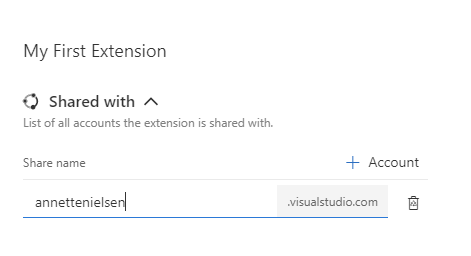 My First Extension
Shared with
List of all accounts the extension is shared with.
Share name + Account
annettenielsen .visualstudio.com